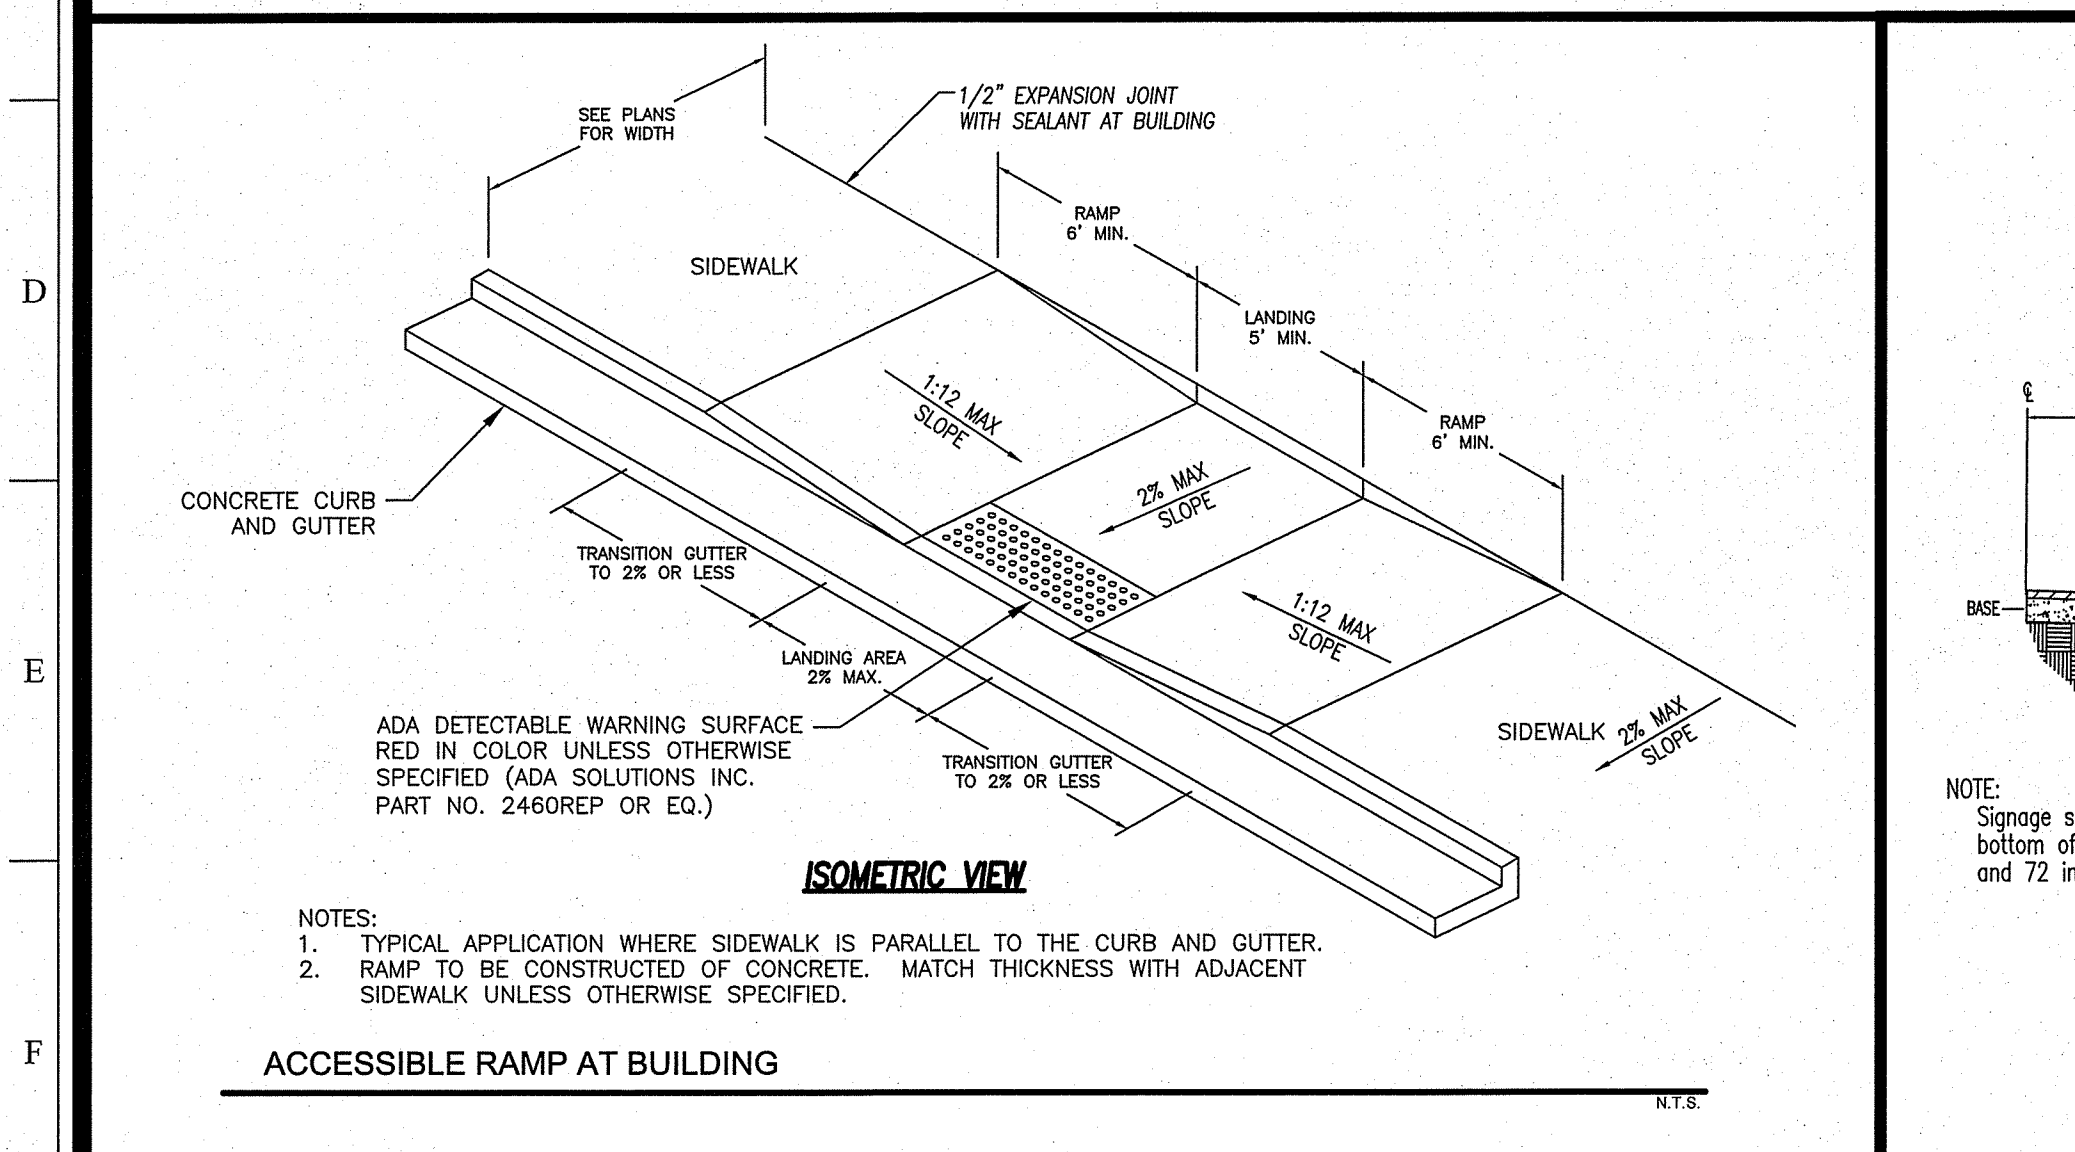 SEE PLANS
FOR WIDTH
1/2" EXPANSION JOINT
WITH SEALANT AT BUILDING
RAMP
6' MIN.
SIDEWALK
LANDING
5' MIN.
D
1:12 MAX
SLOPE
RAMP
6' MIN.
℄
2% MAX
SLOPE
CONCRETE CURB
AND GUTTER
TRANSITION GUTTER
TO 2% OR LESS
1:12 MAX
SLOPE
BASE
LANDING AREA
2% MAX.
E
ADA DETECTABLE WARNING SURFACE
RED IN COLOR UNLESS OTHERWISE
SPECIFIED (ADA SOLUTIONS INC.
PART NO. 2460REP OR EQ.)
SIDEWALK
2% MAX
SLOPE
TRANSITION GUTTER
TO 2% OR LESS
NOTE:
Signage s
bottom of
and 72 in
ISOMETRIC VIEW
NOTES:
1. TYPICAL APPLICATION WHERE SIDEWALK IS PARALLEL TO THE CURB AND GUTTER.
2. RAMP TO BE CONSTRUCTED OF CONCRETE. MATCH THICKNESS WITH ADJACENT
SIDEWALK UNLESS OTHERWISE SPECIFIED.
F
ACCESSIBLE RAMP AT BUILDING
N.T.S.